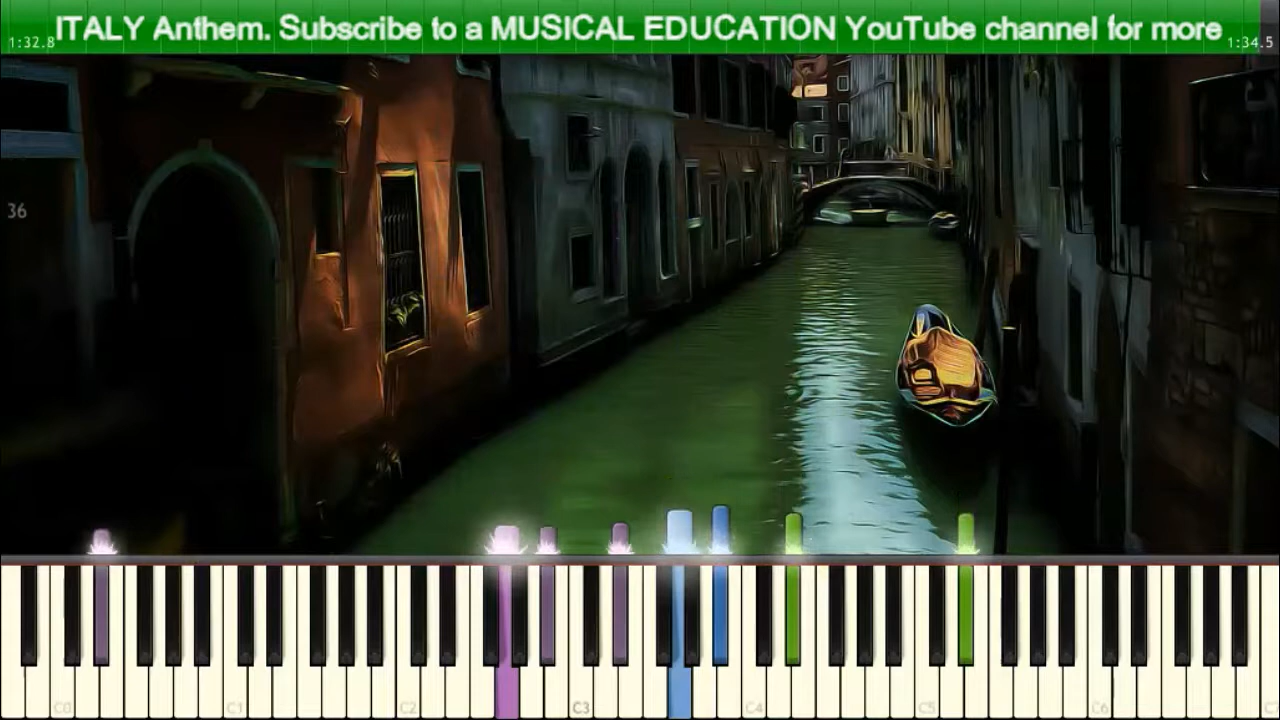 ITALY Anthem. Subscribe to a MUSICAL EDUCATION YouTube channel for more
1:32.8
1:34.5
36
C0
C1
C2
C3
C4
C5
C6